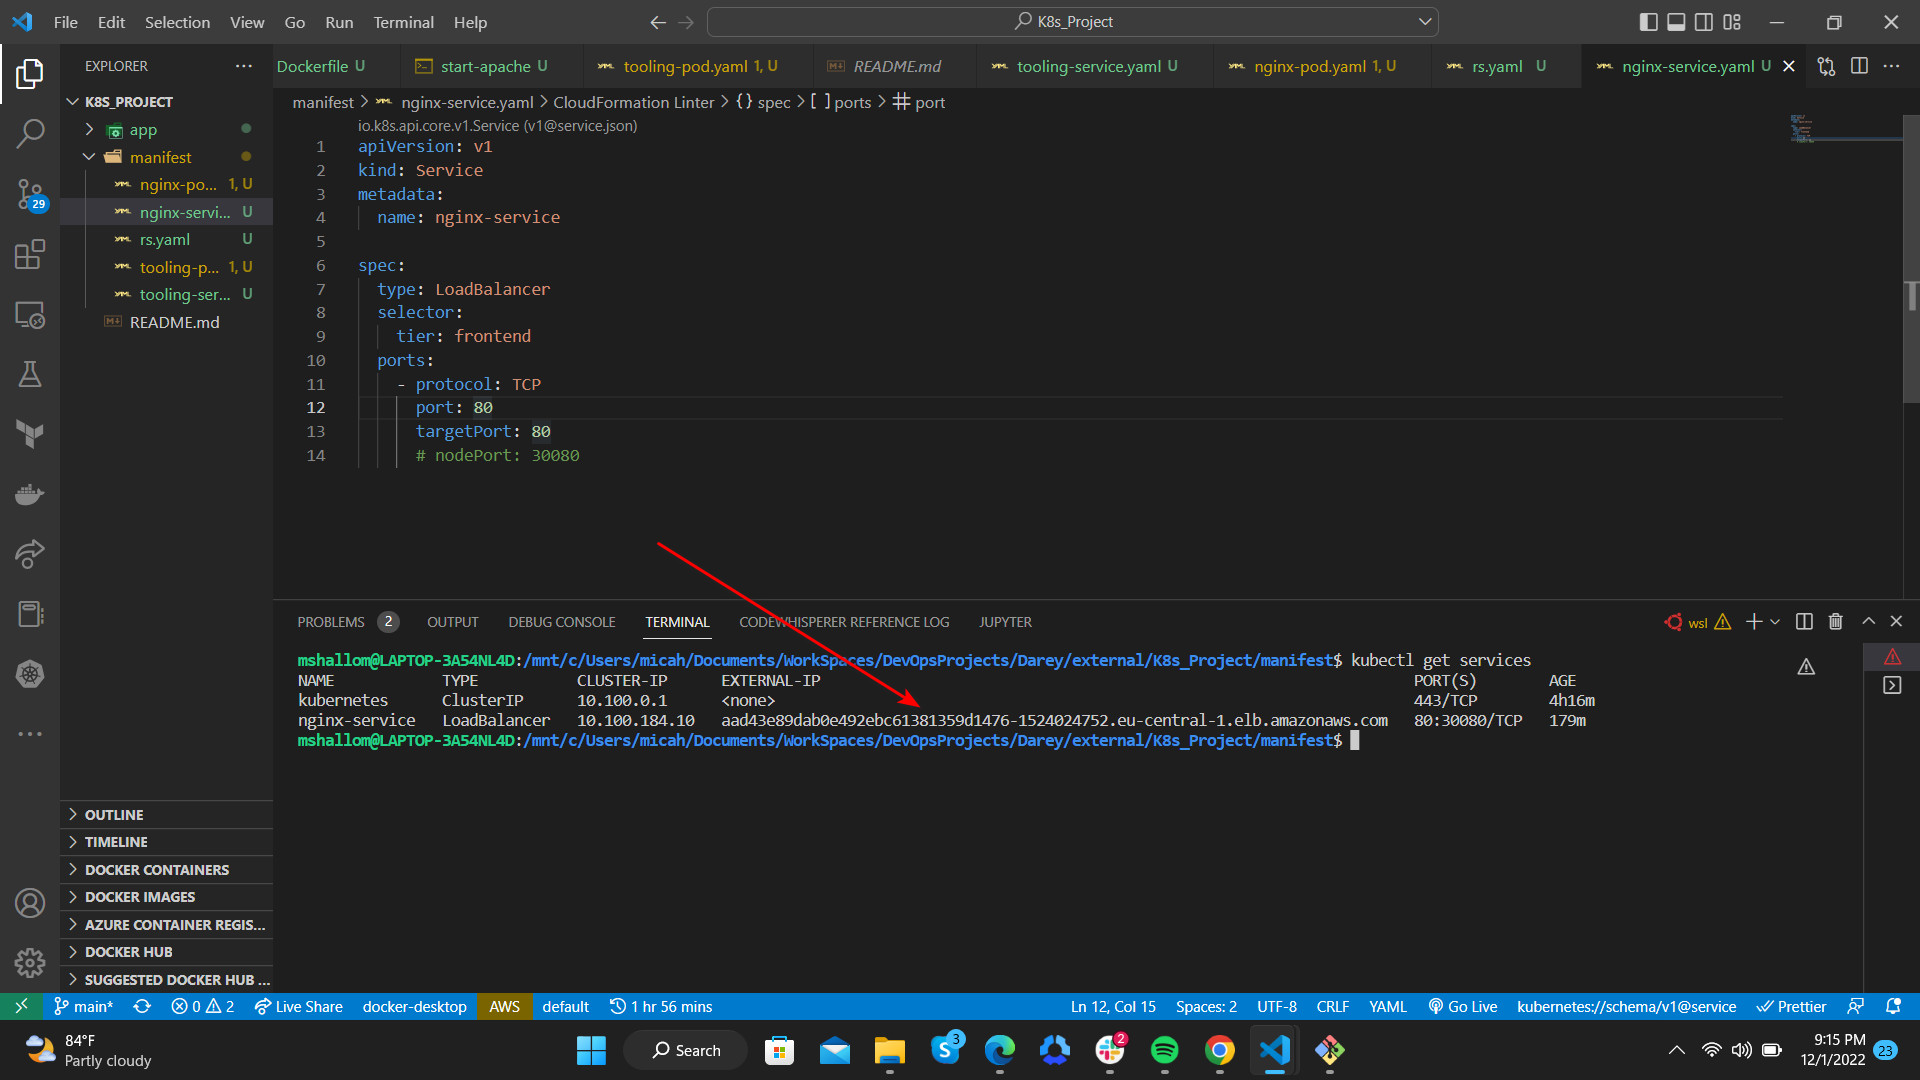 File Edit Selection View Go Run Terminal Help
K8s_Project
EXPLORER
Dockerfile U
start-apache U
tooling-pod.yaml 1, U
README.md
tooling-service.yaml U
nginx-pod.yaml 1, U
rs.yaml U
nginx-service.yaml U
K8S_PROJECT
app
manifest
nginx-po... 1, U
nginx-servi... U
rs.yaml U
tooling-p... 1, U
tooling-ser... U
README.md
29
manifest > nginx-service.yaml > CloudFormation Linter > {} spec > [ ] ports > # port
io.k8s.api.core.v1.Service (v1@service.json)
1 apiVersion: v1
2 kind: Service
3 metadata:
4 name: nginx-service
5
6 spec:
7 type: LoadBalancer
8 selector:
9 tier: frontend
10 ports:
11 - protocol: TCP
12 port: 80
13 targetPort: 80
14 # nodePort: 30080
PROBLEMS 2 OUTPUT DEBUG CONSOLE TERMINAL CODEWHISPERER REFERENCE LOG JUPYTER
wsl
mshallom@LAPTOP-3A54NL4D:/mnt/c/Users/micah/Documents/WorkSpaces/DevOpsProjects/Darey/external/K8s_Project/manifest$ kubectl get services
NAME TYPE CLUSTER-IP EXTERNAL-IP PORT(S) AGE
kubernetes ClusterIP 10.100.0.1 <none> 443/TCP 4h16m
nginx-service LoadBalancer 10.100.184.10 aad43e89dab0e492ebc61381359d1476-1524024752.eu-central-1.elb.amazonaws.com 80:30080/TCP 179m
mshallom@LAPTOP-3A54NL4D:/mnt/c/Users/micah/Documents/WorkSpaces/DevOpsProjects/Darey/external/K8s_Project/manifest$
OUTLINE
TIMELINE
DOCKER CONTAINERS
DOCKER IMAGES
AZURE CONTAINER REGIS...
DOCKER HUB
SUGGESTED DOCKER HUB ...
main* 0 2 Live Share docker-desktop AWS default 1 hr 56 mins
Ln 12, Col 15 Spaces: 2 UTF-8 CRLF YAML Go Live kubernetes://schema/v1@service Prettier
84°F
Partly cloudy
Search
3
2
9:15 PM
12/1/2022
23